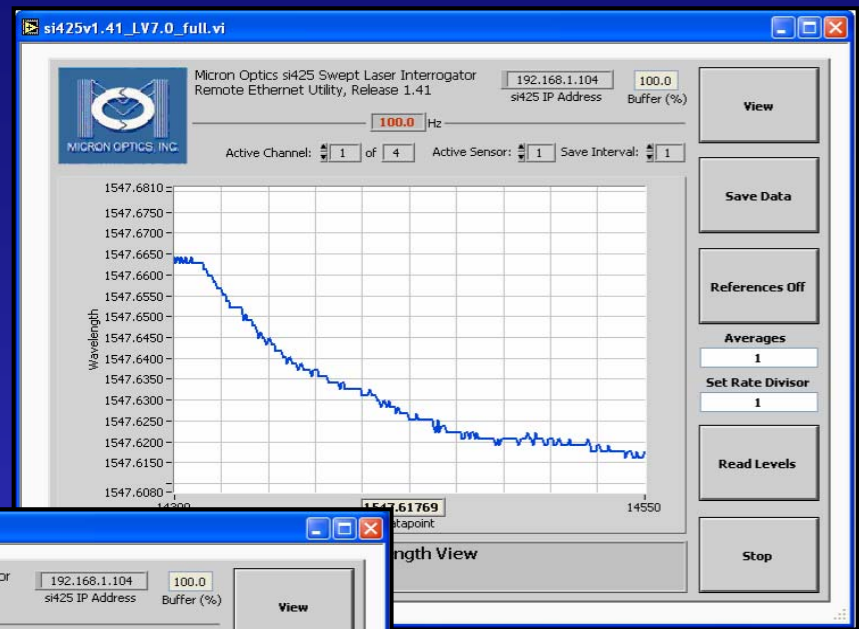 si425v1.41_LV7.0_full.vi
MICRON OPTICS, INC.
Micron Optics si425 Swept Laser Interrogator
Remote Ethernet Utility, Release 1.41
192.168.1.104
si425 IP Address
100.0
Buffer (%)
100.0 Hz
Active Channel: 1 of 4 Active Sensor: 1 Save Interval: 1
View
Save Data
References Off
Averages
1
Set Rate Divisor
1
Read Levels
Stop
Wavelength
1547.6810
1547.6750
1547.6700
1547.6650
1547.6600
1547.6550
1547.6500
1547.6450
1547.6400
1547.6350
1547.6300
1547.6250
1547.6200
1547.6150
1547.6080
1547.61769
14550
atapoint
ngth View
or
192.168.1.104
si425 IP Address
100.0
Buffer (%)
View